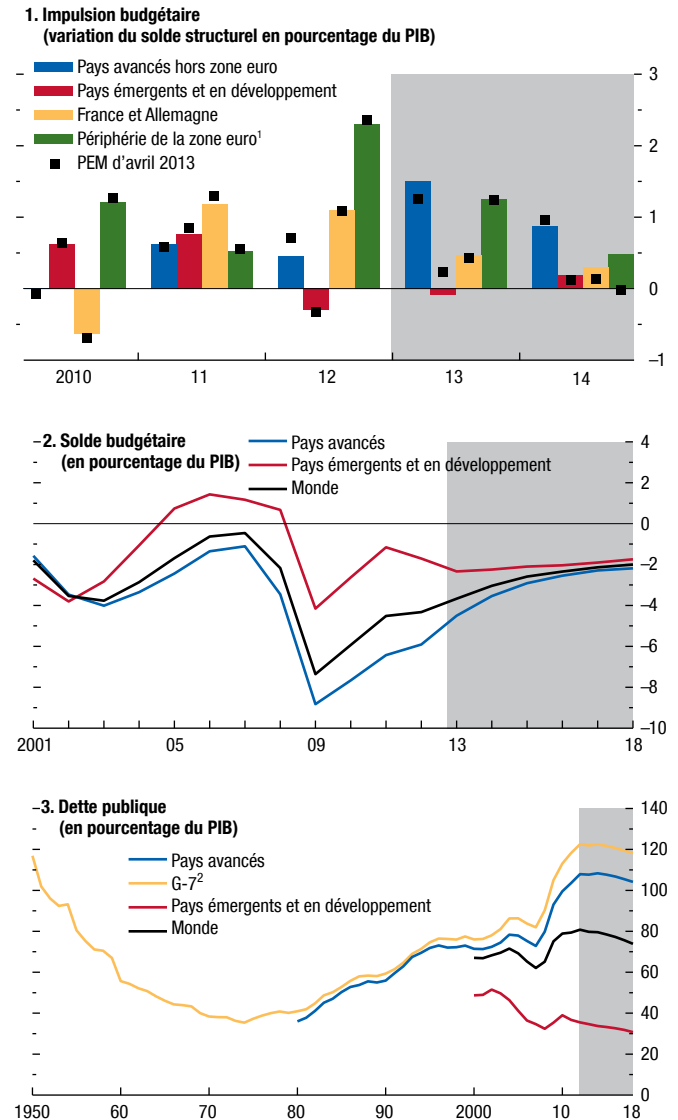 1. Impulsion budgétaire
(variation du solde structurel en pourcentage du PIB)
Pays avancés hors zone euro
Pays émergents et en développement
France et Allemagne
Périphérie de la zone euro¹
PEM d'avril 2013
3
2
1
0
–1
2010 11 12 13 14
2. Solde budgétaire
(en pourcentage du PIB)
Pays avancés
Pays émergents et en développement
Monde
4
2
0
–2
–4
–6
–8
–10
2001 05 09 13 18
3. Dette publique
(en pourcentage du PIB)
Pays avancés
G-7²
Pays émergents et en développement
Monde
140
120
100
80
60
40
20
0
1950 60 70 80 90 2000 10 18